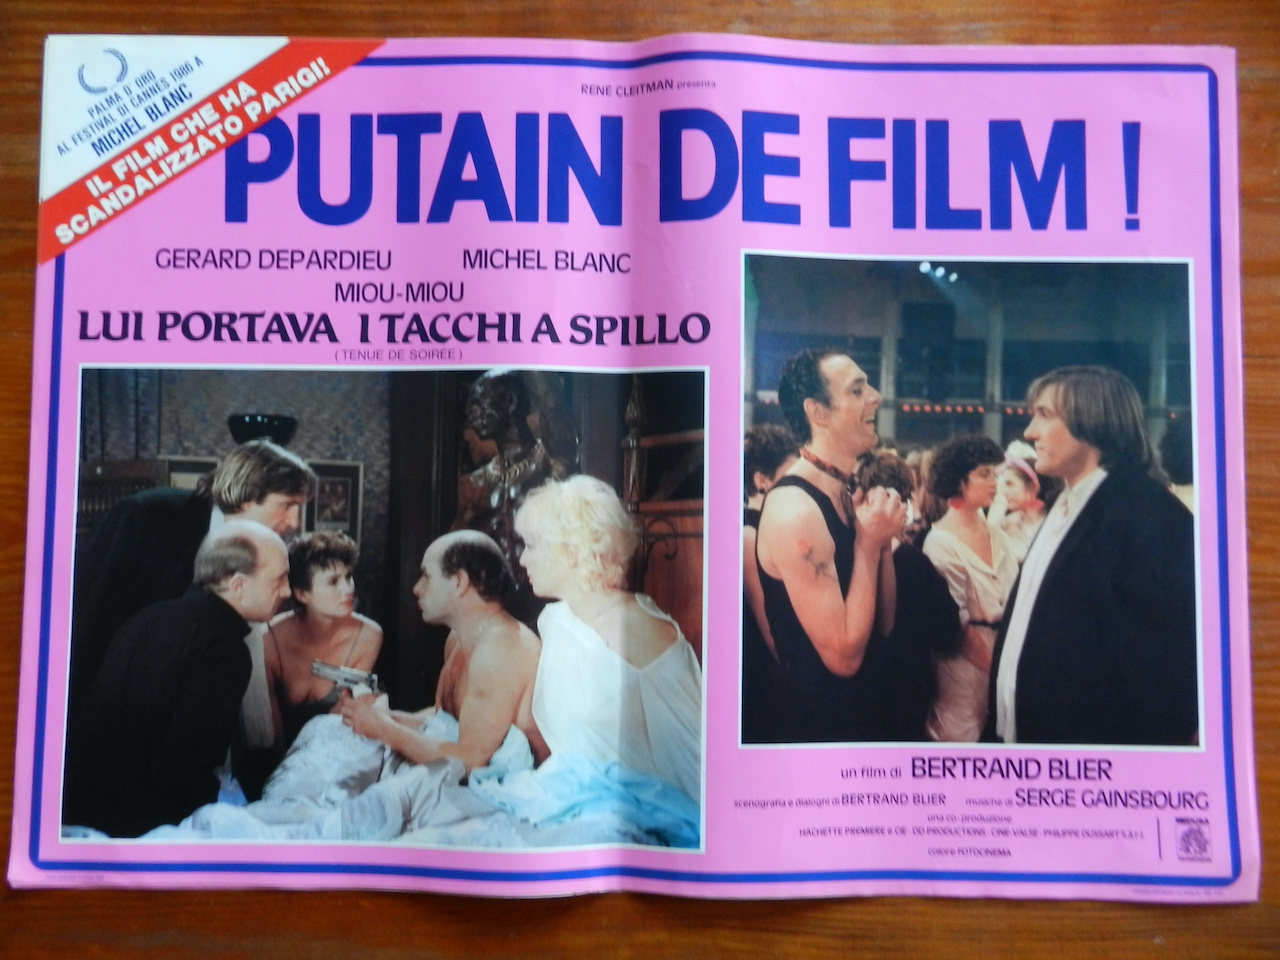 PALMA D'ORO
AL FESTIVAL DI CANNES 1986 A
MICHEL BLANC
IL FILM CHE HA
SCANDALIZZATO PARIGI!
RENÉ CLEITMAN presenta
PUTAIN DE FILM !
GERARD DEPARDIEU MICHEL BLANC
MIOU-MIOU
LUI PORTAVA I TACCHI A SPILLO
(TENUE DE SOIRÉE)
un film di BERTRAND BLIER
scenografia e dialoghi di BERTRAND BLIER musiche di SERGE GAINSBOURG
una co-produzione
HACHETTE PREMIERE e CIE - DD PRODUCTIONS - CINE-VALSE - PHILIPPE DUSSART S.A.R.L.
colore FOTOCINEMA
MEDUSA